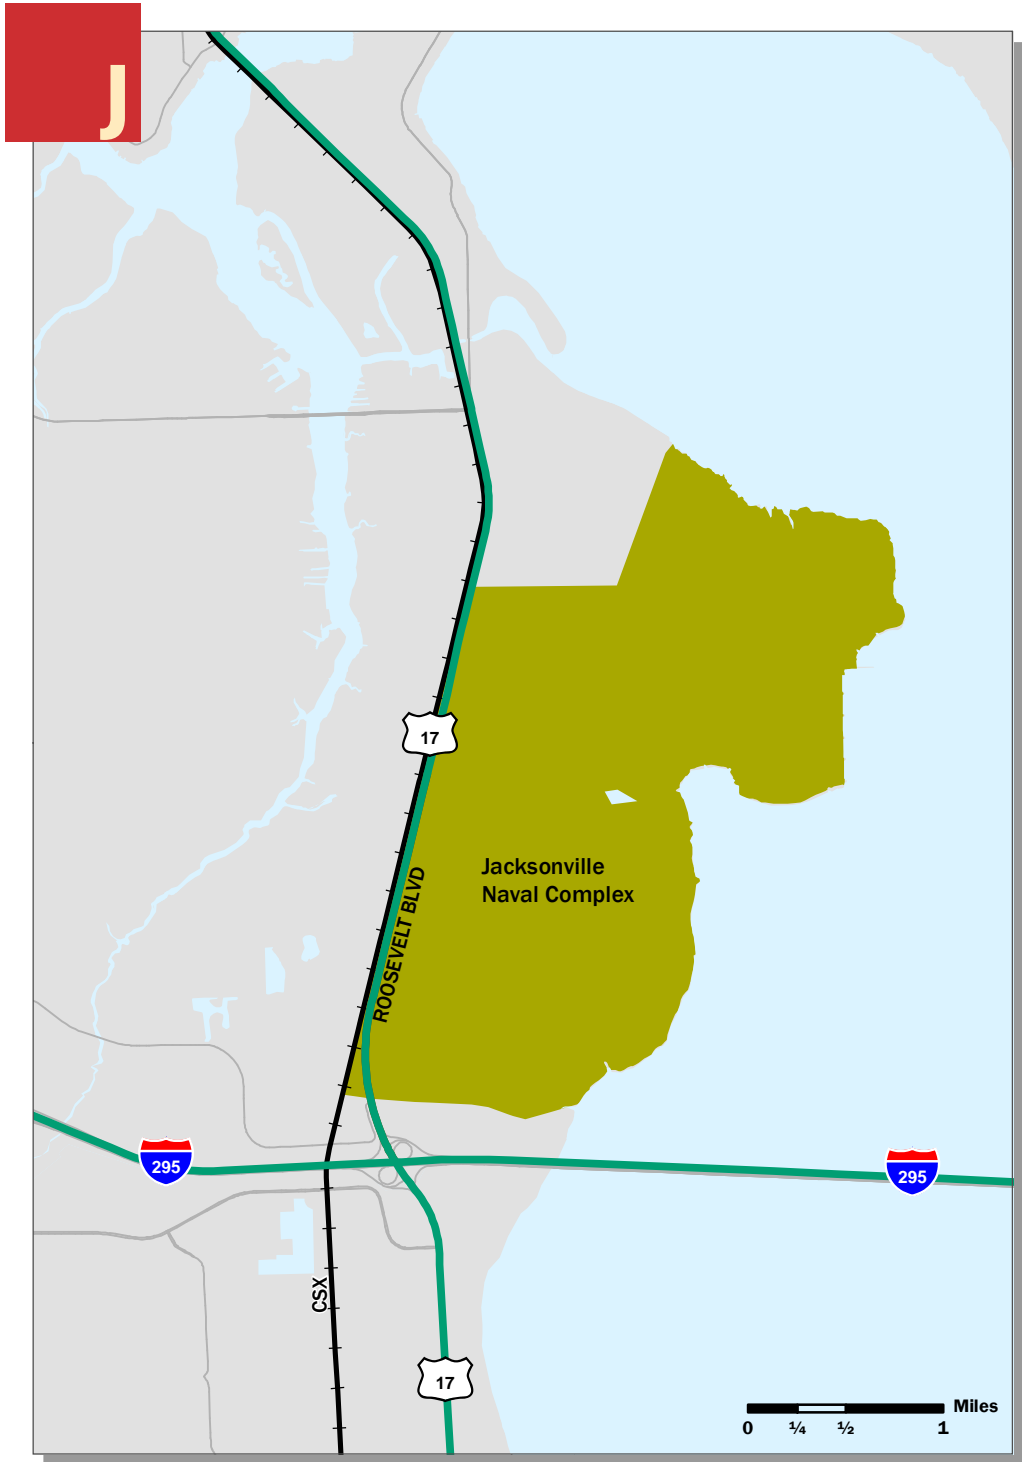 J
17
Jacksonville
Naval Complex
ROOSEVELT BLVD
295
295
CSX
17
Miles
0 ¼ ½ 1